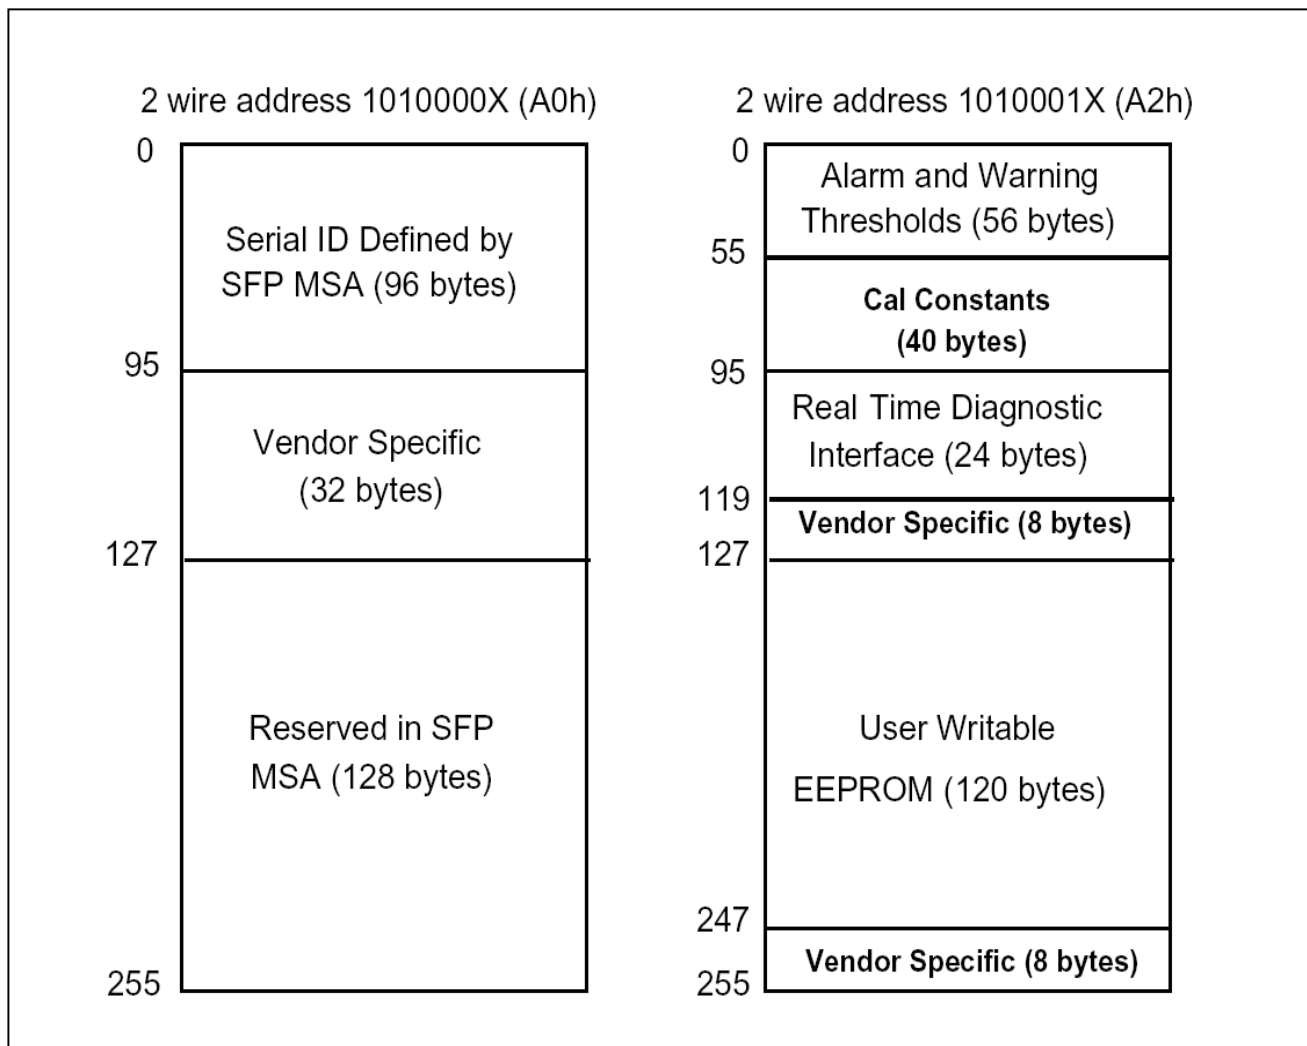 2 wire address 1010000X (A0h)
0
Serial ID Defined by
SFP MSA (96 bytes)
95
Vendor Specific
(32 bytes)
127
Reserved in SFP
MSA (128 bytes)
255
2 wire address 1010001X (A2h)
0
Alarm and Warning
Thresholds (56 bytes)
55
Cal Constants
(40 bytes)
95
Real Time Diagnostic
Interface (24 bytes)
119
Vendor Specific (8 bytes)
127
User Writable
EEPROM (120 bytes)
247
Vendor Specific (8 bytes)
255